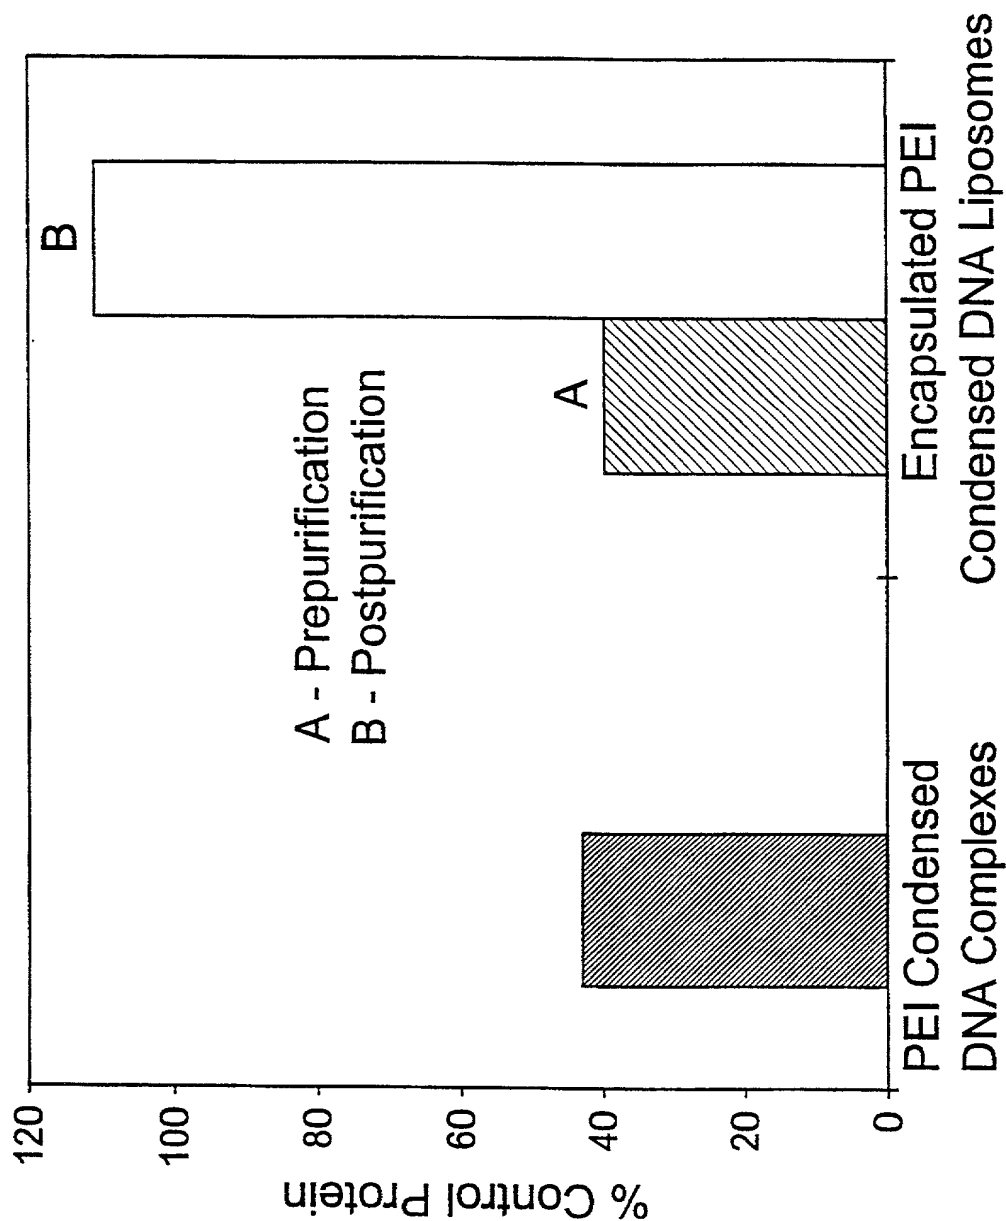 120
100
80
60
40
20
0
% Control Protein
B
A
A - Prepurification
B - Postpurification
PEI Condensed
DNA Complexes
Encapsulated PEI
Condensed DNA Liposomes